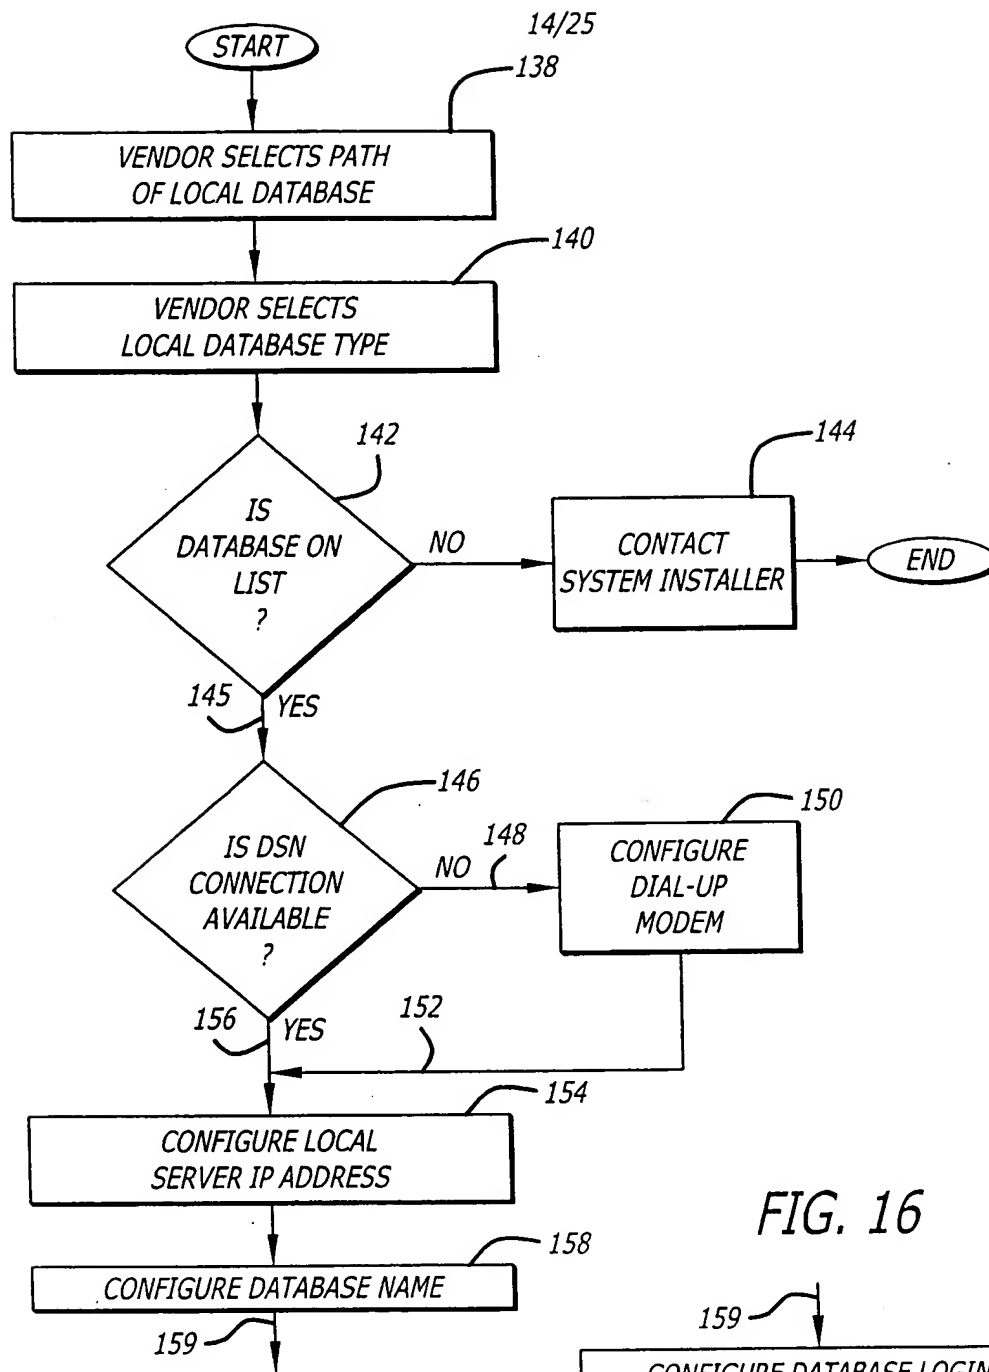 14/25
START
138
VENDOR SELECTS PATH
OF LOCAL DATABASE
140
VENDOR SELECTS
LOCAL DATABASE TYPE
142
IS
DATABASE ON
LIST
?
NO
144
CONTACT
SYSTEM INSTALLER
END
145
YES
146
IS DSN
CONNECTION
AVAILABLE
?
NO
148
150
CONFIGURE
DIAL-UP
MODEM
156
YES
152
154
CONFIGURE LOCAL
SERVER IP ADDRESS
158
CONFIGURE DATABASE NAME
159
FIG. 16
159
CONFIGURE DATABASE LOGIN